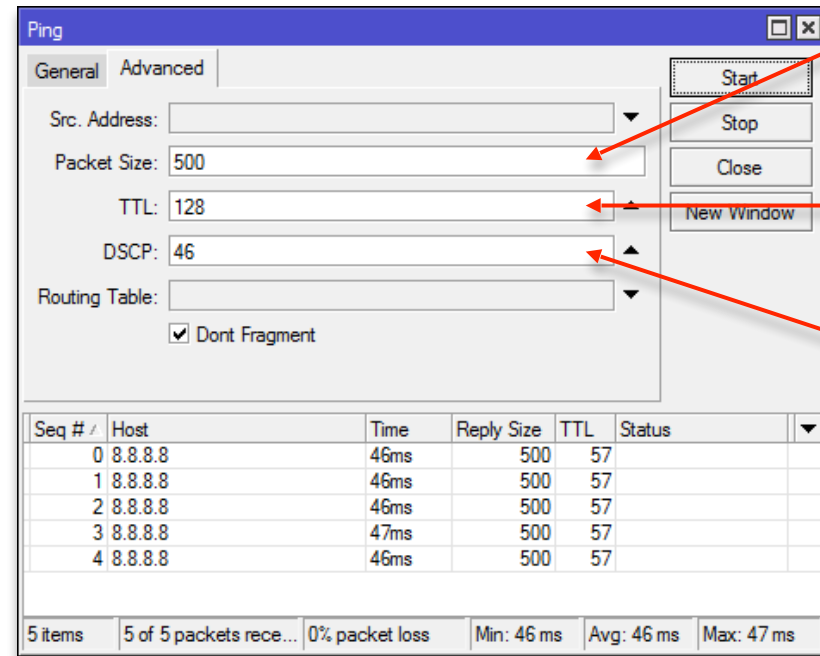 Ping
General Advanced
Start
Src. Address:
Stop
Packet Size: 500
Close
TTL: 128
New Window
DSCP: 46
Routing Table:
Dont Fragment
Seq # Host Time Reply Size TTL Status
0 8.8.8.8 46ms 500 57
1 8.8.8.8 46ms 500 57
2 8.8.8.8 46ms 500 57
3 8.8.8.8 47ms 500 57
4 8.8.8.8 46ms 500 57
5 items 5 of 5 packets rece... 0% packet loss Min: 46 ms Avg: 46 ms Max: 47 ms